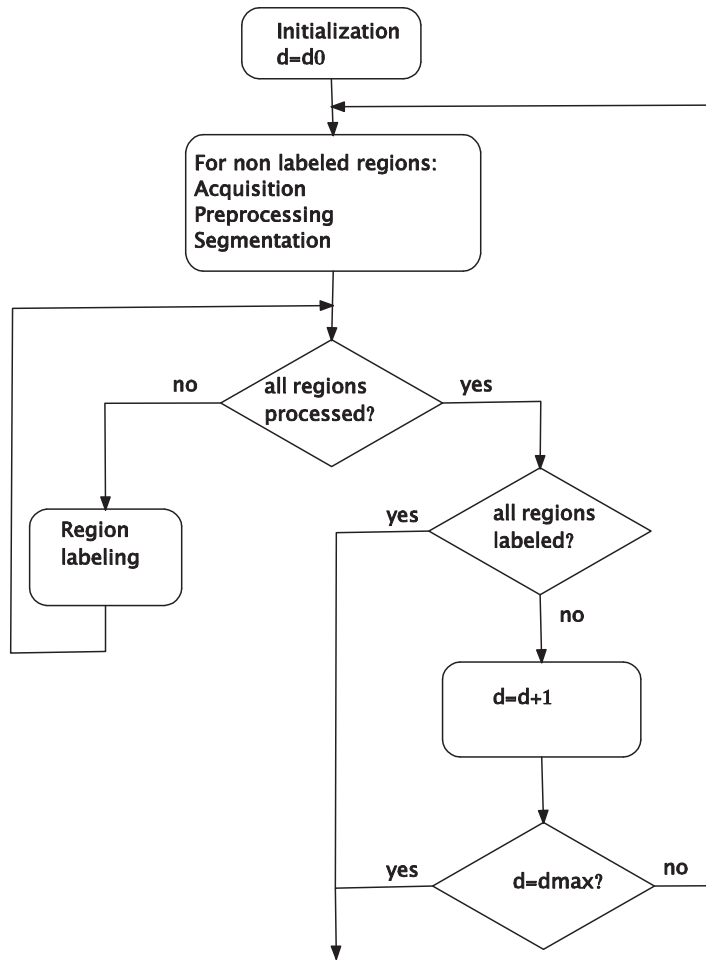 Initialization
d=d0
For non labeled regions:
Acquisition
Preprocessing
Segmentation
no
all regions
processed?
yes
Region
labeling
yes
all regions
labeled?
no
d=d+1
yes
d=dmax?
no